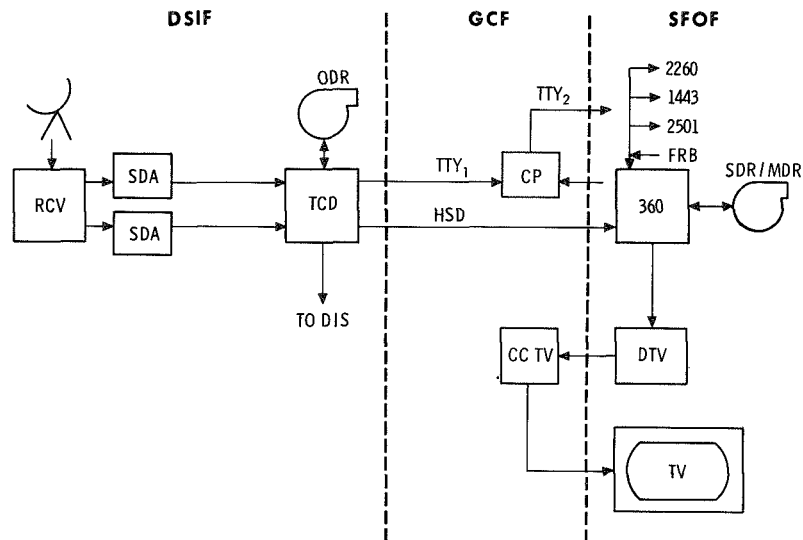 DSIF
GCF
SFOF
ODR
2260
1443
2501
FRB
TTY₂
SDR/MDR
SDA
TTY₁
RCV
TCD
CP
360
SDA
HSD
TO DIS
CC TV
DTV
TV